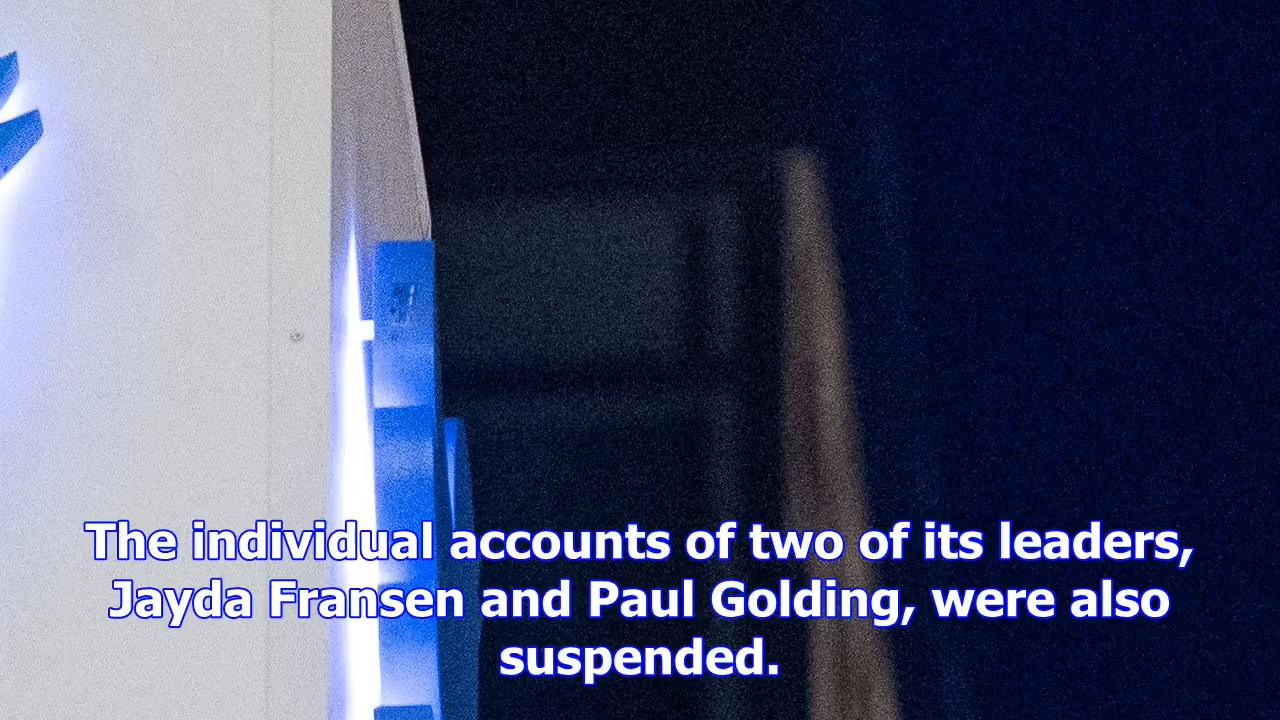 The individual accounts of two of its leaders,
Jayda Fransen and Paul Golding, were also
suspended.